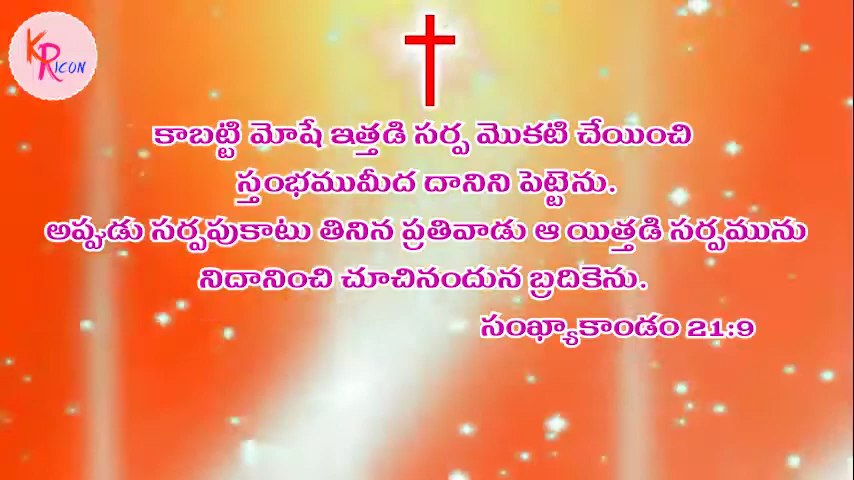 KRICON
కాబట్టి మోషే ఇత్తడి సర్ప మొకటి చేయించి
స్తంభముమీద దానిని పెట్టెను.
అప్పుడు సర్పపుకాటు తినిన ప్రతివాడు ఆ యిత్తడి సర్పమును
నిదానించి చూచినందున బ్రదికెను.
సంఖ్యాకాండం 21:9